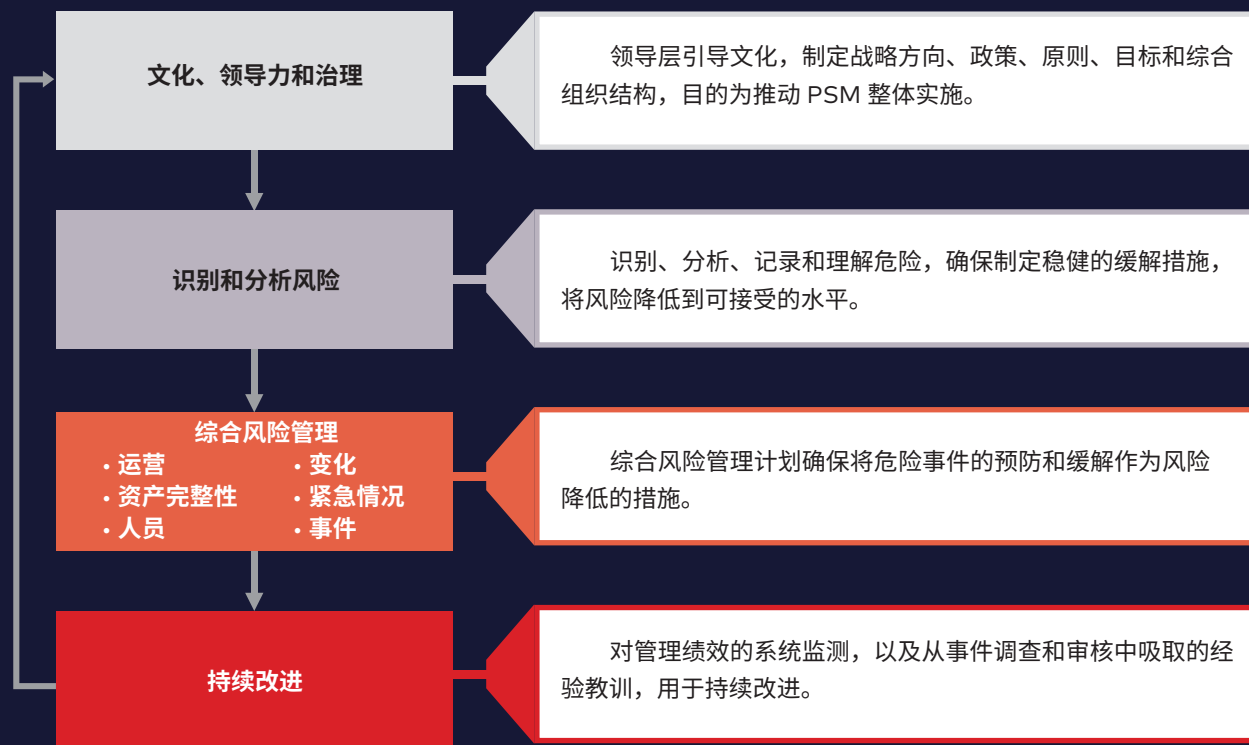 文化、领导力和治理
领导层引导文化，制定战略方向、政策、原则、目标和综合
组织结构，目的为推动 PSM 整体实施。
识别和分析风险
识别、分析、记录和理解危险，确保制定稳健的缓解措施，
将风险降低到可接受的水平。
综合风险管理
· 运营
· 资产完整性
· 人员
· 变化
· 紧急情况
· 事件
综合风险管理计划确保将危险事件的预防和缓解作为风险
降低的措施。
持续改进
对管理绩效的系统监测，以及从事件调查和审核中吸取的经
验教训，用于持续改进。